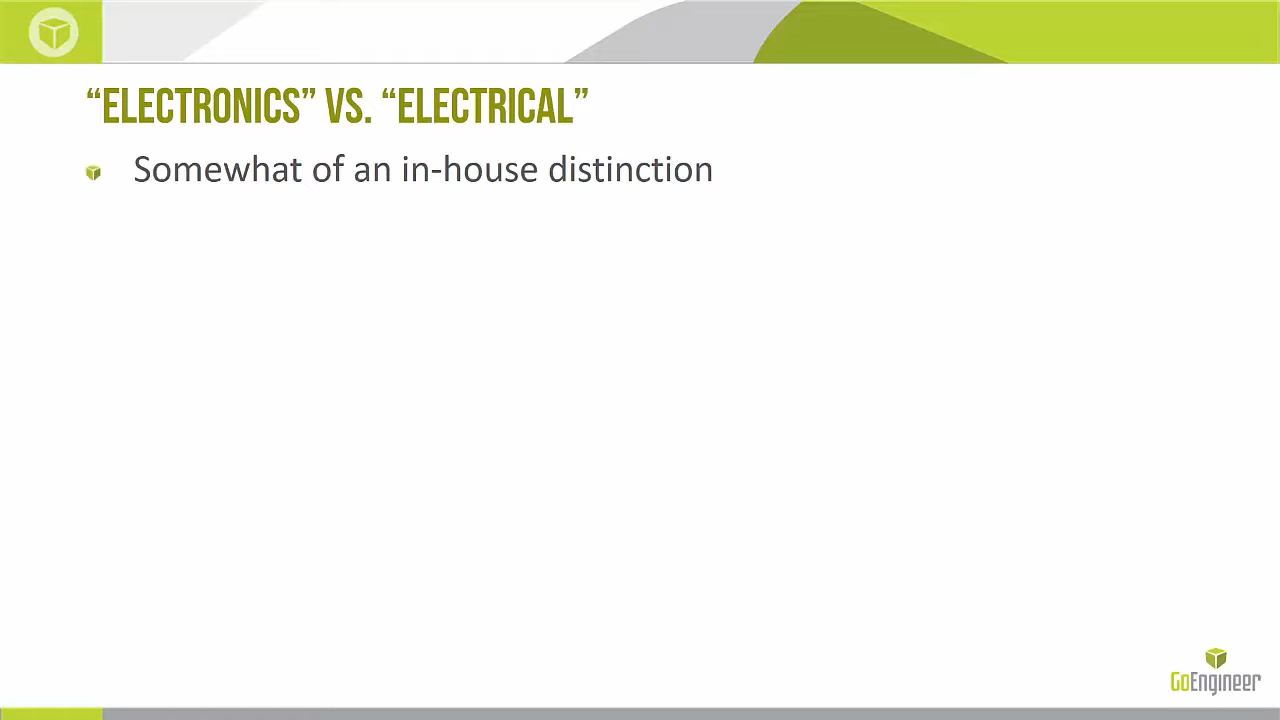 “ELECTRONICS” VS. “ELECTRICAL”
Somewhat of an in-house distinction
GoEngineer